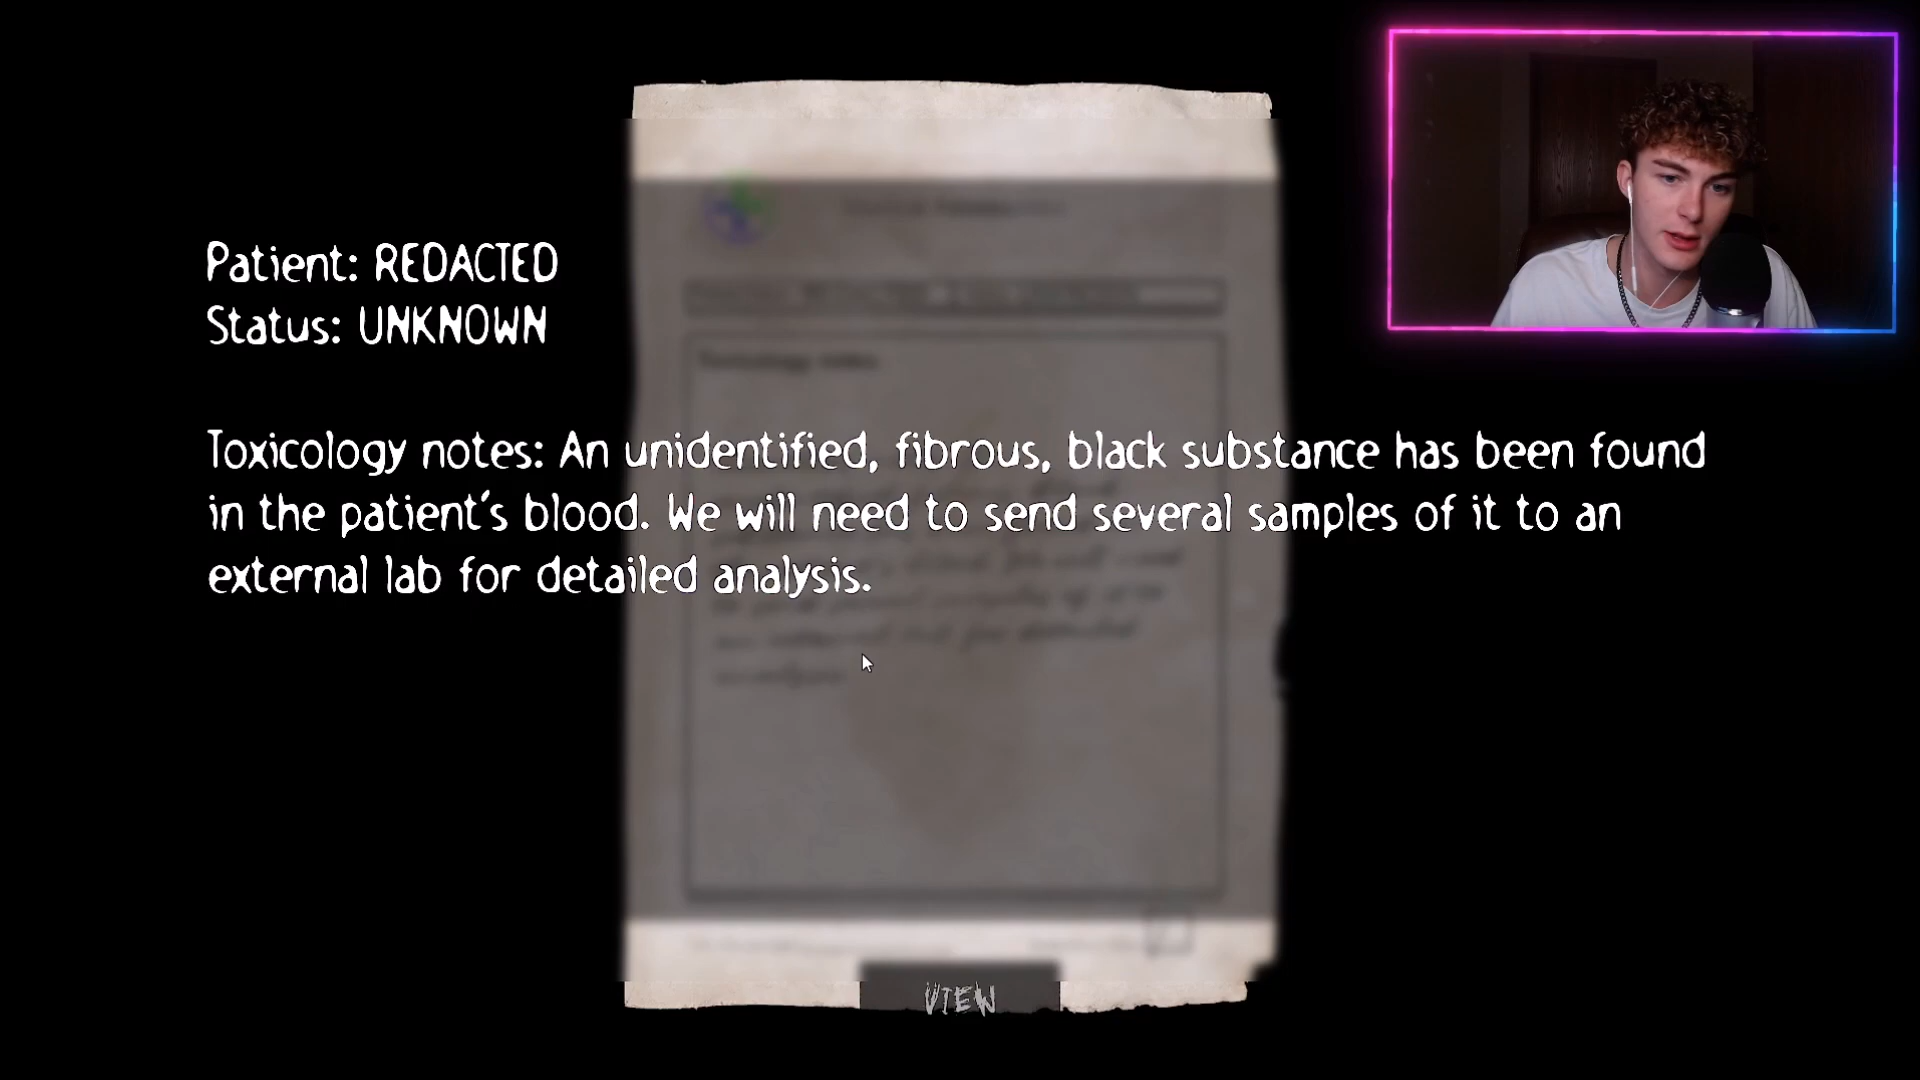 Patient: REDACTED
Status: UNKNOWN
Toxicology notes: An unidentified, fibrous, black substance has been found
in the patient's blood. We will need to send several samples of it to an
external lab for detailed analysis.
VIEW